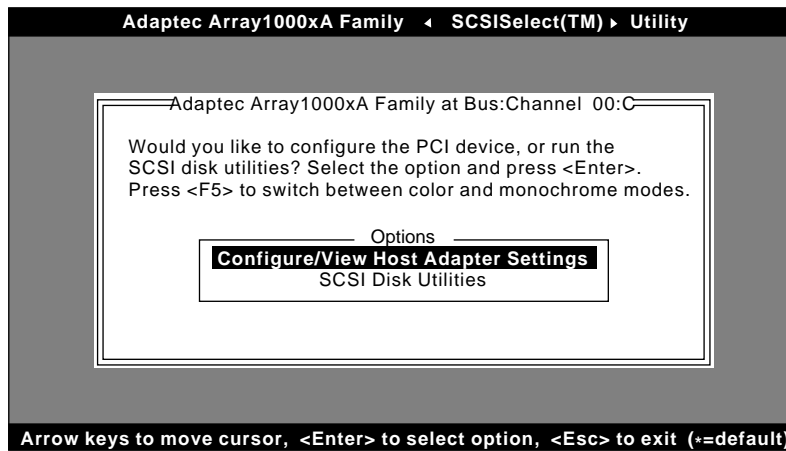 Adaptec Array1000xA Family ◂ SCSISelect(TM) ▸ Utility
Adaptec Array1000xA Family at Bus:Channel 00:C
Would you like to configure the PCI device, or run the
SCSI disk utilities? Select the option and press <Enter>.
Press <F5> to switch between color and monochrome modes.
Options
Configure/View Host Adapter Settings
SCSI Disk Utilities
Arrow keys to move cursor, <Enter> to select option, <Esc> to exit (*=default)